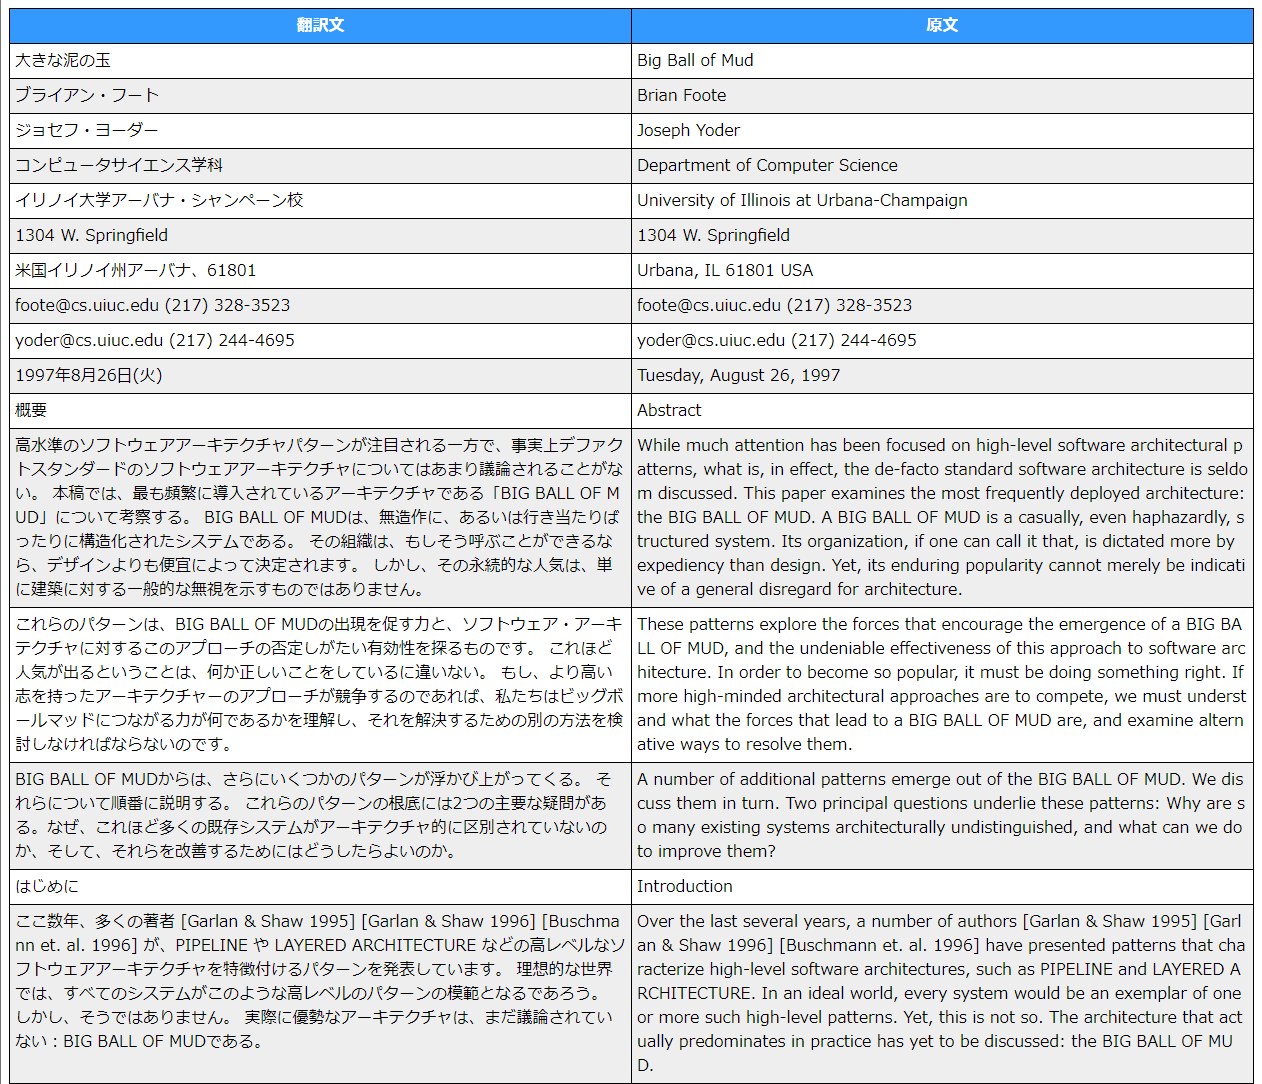 翻訳文
原文
大きな泥の玉
Big Ball of Mud
ブライアン・フート
Brian Foote
ジョセフ・ヨーダー
Joseph Yoder
コンピュータサイエンス学科
Department of Computer Science
イリノイ大学アーバナ・シャンペーン校
University of Illinois at Urbana-Champaign
1304 W. Springfield
1304 W. Springfield
米国イリノイ州アーバナ、61801
Urbana, IL 61801 USA
foote@cs.uiuc.edu (217) 328-3523
foote@cs.uiuc.edu (217) 328-3523
yoder@cs.uiuc.edu (217) 244-4695
yoder@cs.uiuc.edu (217) 244-4695
1997年8月26日(火)
Tuesday, August 26, 1997
概要
Abstract
高水準のソフトウェアアーキテクチャパターンが注目される一方で、事実上デファク
トスタンダードのソフトウェアアーキテクチャについてはあまり議論されることがな
い。 本稿では、最も頻繁に導入されているアーキテクチャである「BIG BALL OF M
UD」について考察する。 BIG BALL OF MUDは、無造作に、あるいは行き当たりば
ったりに構造化されたシステムである。 その組織は、もしそう呼ぶことができるな
ら、デザインよりも便宜によって決定されます。 しかし、その永続的な人気は、単
に建築に対する一般的な無視を示すものではありません。
While much attention has been focused on high-level software architectural p
atterns, what is, in effect, the de-facto standard software architecture is seldo
m discussed. This paper examines the most frequently deployed architecture:
the BIG BALL OF MUD. A BIG BALL OF MUD is a casually, even haphazardly, s
tructured system. Its organization, if one can call it that, is dictated more by
expediency than design. Yet, its enduring popularity cannot merely be indicati
ve of a general disregard for architecture.
これらのパターンは、BIG BALL OF MUDの出現を促す力と、ソフトウェア・アーキ
テクチャに対するこのアプローチの否定しがたい有効性を探るものです。 これほど
人気が出るということは、何か正しいことをしているに違いない。 もし、より高い
志を持ったアーキテクチャーのアプローチが競争するのであれば、私たちはビッグボ
ールマッドにつながる力が何であるかを理解し、それを解決するための別の方法を検
討しなければならないのです。
These patterns explore the forces that encourage the emergence of a BIG BA
LL OF MUD, and the undeniable effectiveness of this approach to software arc
hitecture. In order to become so popular, it must be doing something right. If
more high-minded architectural approaches are to compete, we must underst
and what the forces that lead to a BIG BALL OF MUD are, and examine altern
ative ways to resolve them.
BIG BALL OF MUDからは、さらにいくつかのパターンが浮かび上がってくる。 そ
れらについて順番に説明する。 これらのパターンの根底には2つの主要な疑問があ
る。なぜ、これほど多くの既存システムがアーキテクチャ的に区別されていないの
か、そして、それらを改善するためにはどうしたらよいのか。
A number of additional patterns emerge out of the BIG BALL OF MUD. We dis
cuss them in turn. Two principal questions underlie these patterns: Why are s
o many existing systems architecturally undistinguished, and what can we do
to improve them?
はじめに
Introduction
ここ数年、多くの著者 [Garlan & Shaw 1995] [Garlan & Shaw 1996] [Buschma
nn et. al. 1996] が、PIPELINE や LAYERED ARCHITECTURE などの高レベルなソ
フトウェアアーキテクチャを特徴付けるパターンを発表しています。 理想的な世界
では、すべてのシステムがこのような高レベルのパターンの模範となるであろう。
しかし、そうではありません。 実際に優勢なアーキテクチャは、まだ議論されてい
ない：BIG BALL OF MUDである。
Over the last several years, a number of authors [Garlan & Shaw 1995] [Garl
an & Shaw 1996] [Buschmann et. al. 1996] have presented patterns that cha
racterize high-level software architectures, such as PIPELINE and LAYERED A
RCHITECTURE. In an ideal world, every system would be an exemplar of one
or more such high-level patterns. Yet, this is not so. The architecture that act
ually predominates in practice has yet to be discussed: the BIG BALL OF MU
D.